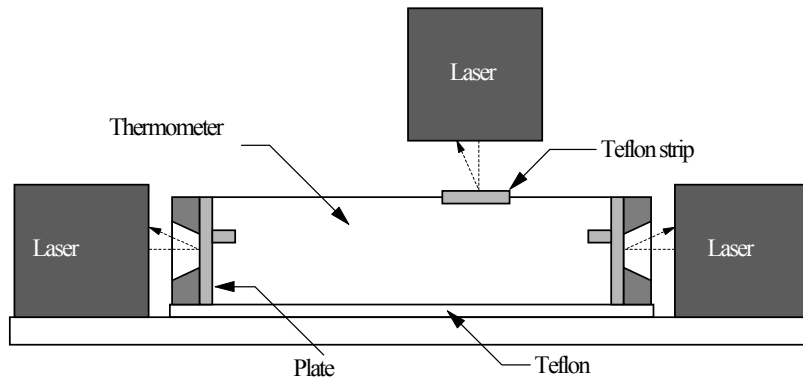 Laser
Thermometer
Teflon strip
Laser
Laser
Plate
Teflon